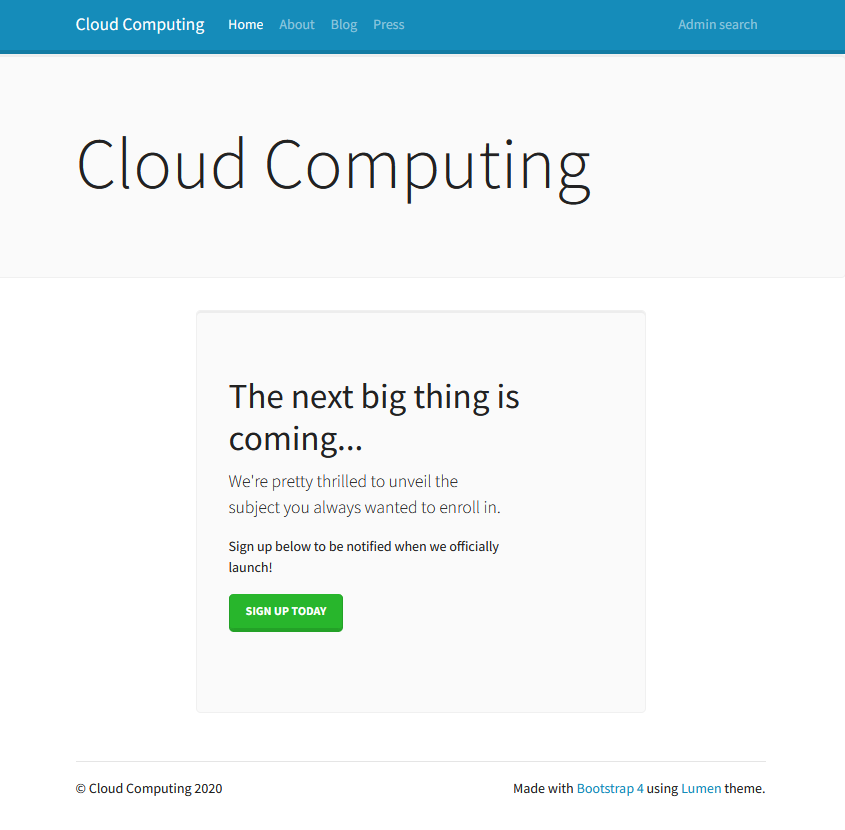 Cloud Computing Home About Blog Press Admin search
Cloud Computing
The next big thing is
coming...
We're pretty thrilled to unveil the
subject you always wanted to enroll in.
Sign up below to be notified when we officially
launch!
SIGN UP TODAY
© Cloud Computing 2020 Made with Bootstrap 4 using Lumen theme.